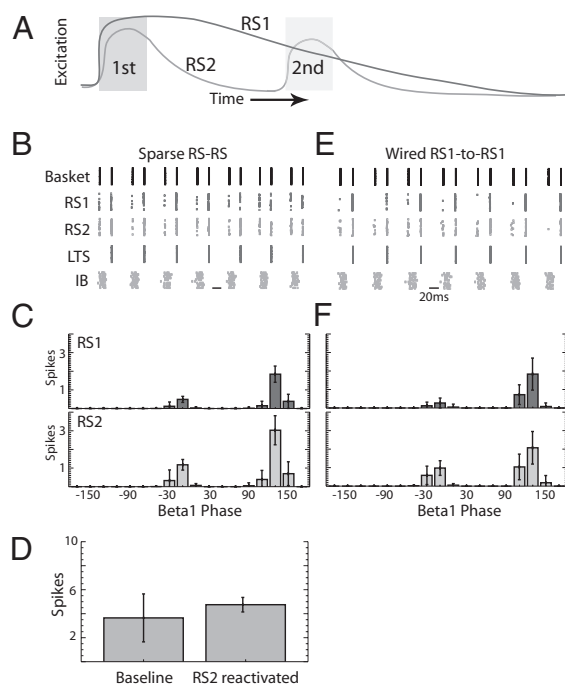 A
Excitation
RS1
RS2
1st
2nd
Time
B
Sparse RS-RS
Basket
RS1
RS2
LTS
IB
E
Wired RS1-to-RS1
20ms
C
RS1
Spikes
3
1
RS2
Spikes
3
1
-150 -90 -30 30 90 150
Beta1 Phase
F
-150 -90 -30 30 90 150
Beta1 Phase
D
Spikes
10
6
2
Baseline RS2 reactivated